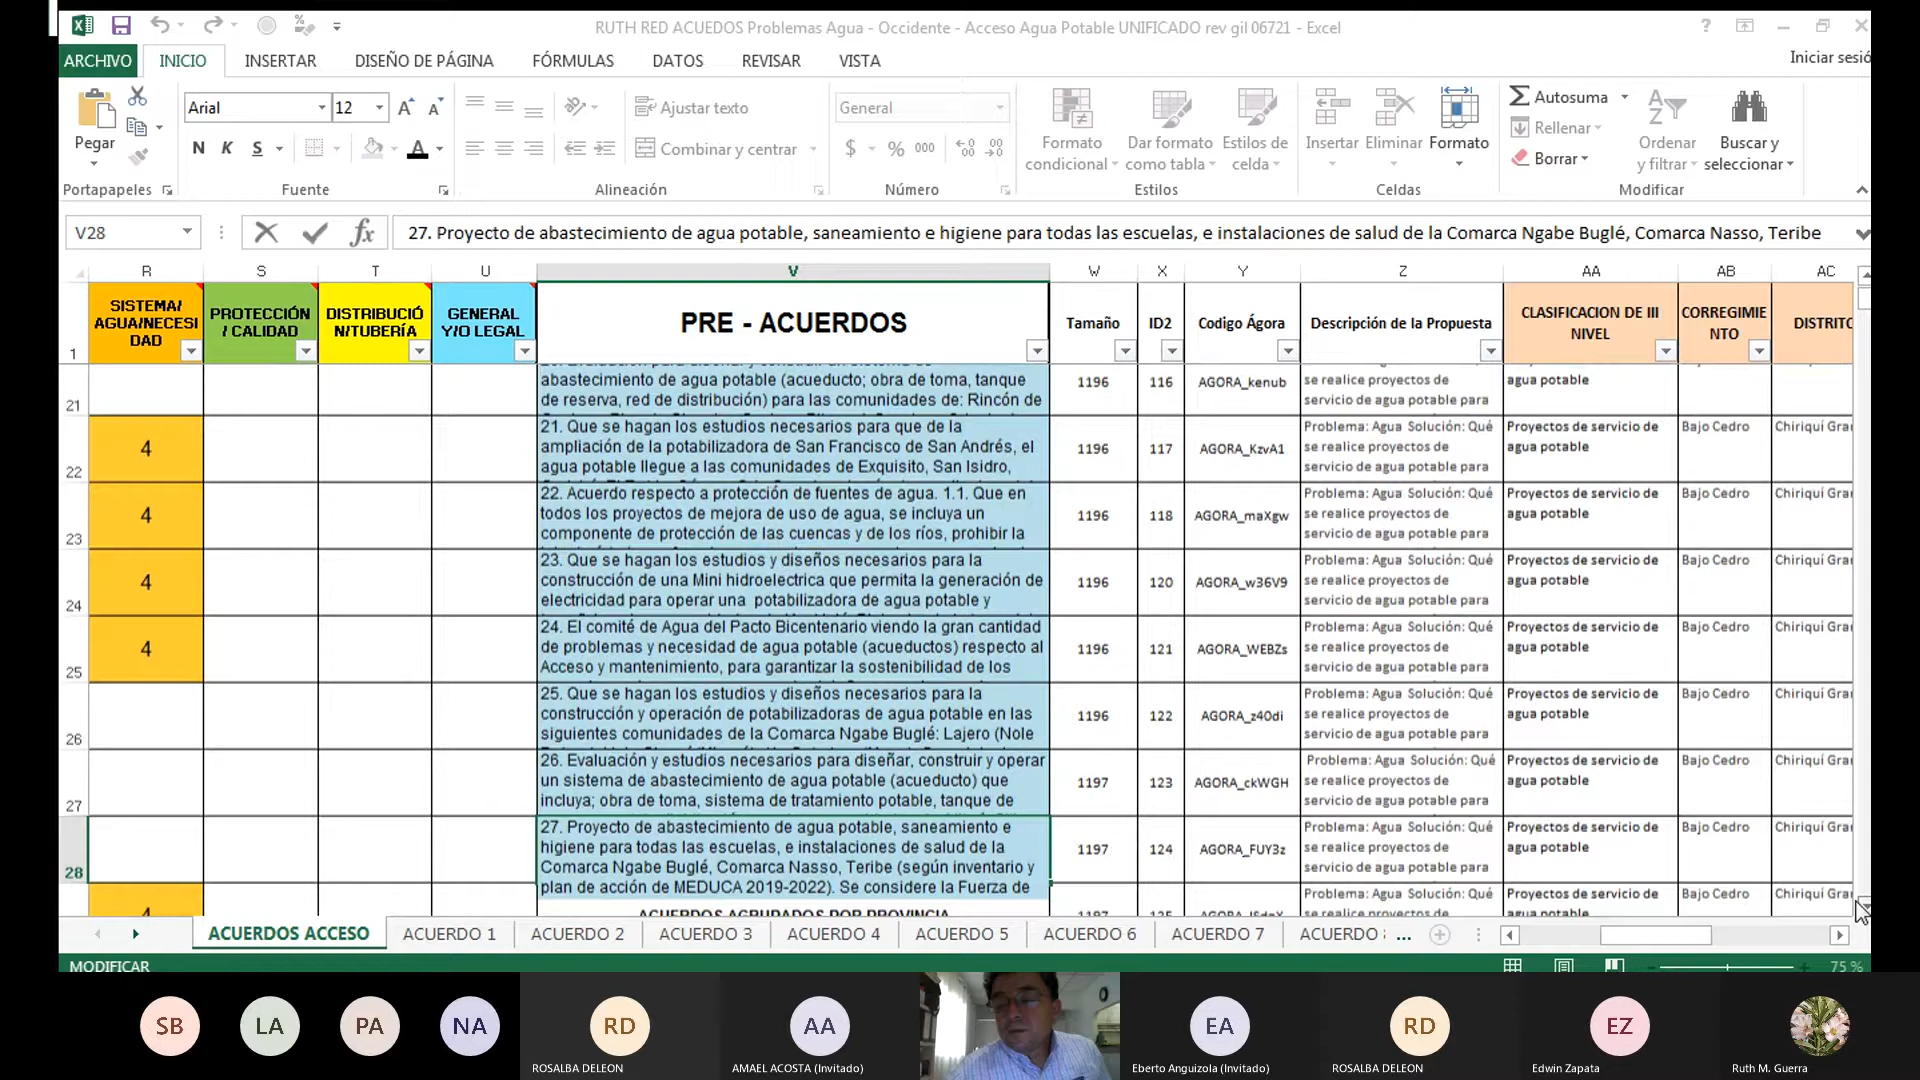 RUTH RED ACUEDOS Problemas Agua - Occidente - Acceso Agua Potable UNIFICADO rev gil 06721 - Excel
ARCHIVO INICIO INSERTAR DISEÑO DE PÁGINA FÓRMULAS DATOS REVISAR VISTA
Iniciar sesió
Pegar
Portapapeles
Arial 12
N K S
Fuente
Ajustar texto
Combinar y centrar
Alineación
General
$ % 000
Número
Formato condicional
Dar formato como tabla
Estilos de celda
Estilos
Insertar Eliminar Formato
Celdas
Autosuma
Rellenar
Borrar
Ordenar y filtrar
Buscar y seleccionar
Modificar
V28 fx 27. Proyecto de abastecimiento de agua potable, saneamiento e higiene para todas las escuelas, e instalaciones de salud de la Comarca Ngabe Buglé, Comarca Nasso, Teribe
R S T U V W X Y Z AA AB AC
1
SISTEMA/
AGUA/NECESI
DAD
PROTECCIÓN
/ CALIDAD
DISTRIBUCIÓ
N/TUBERÍA
GENERAL
Y/O LEGAL
PRE - ACUERDOS
Tamaño
ID2
Codigo Ágora
Descripción de la Propuesta
CLASIFICACION DE III
NIVEL
CORREGIMIE
NTO
DISTRITO
21
abastecimiento de agua potable (acueducto; obra de toma, tanque
de reserva, red de distribución) para las comunidades de: Rincón de
1196 116 AGORA_kenub
se realice proyectos de
servicio de agua potable para
agua potable
22 4
21. Que se hagan los estudios necesarios para que de la
ampliación de la potabilizadora de San Francisco de San Andrés, el
agua potable llegue a las comunidades de Exquisito, San Isidro,
1196 117 AGORA_KzvA1
Problema: Agua Solución: Qué
se realice proyectos de
servicio de agua potable para
Proyectos de servicio de
agua potable
Bajo Cedro Chiriquí Gra
23 4
22. Acuerdo respecto a protección de fuentes de agua. 1.1. Que en
todos los proyectos de mejora de uso de agua, se incluya un
componente de protección de las cuencas y de los ríos, prohibir la
1196 118 AGORA_maXgw
Problema: Agua Solución: Qué
se realice proyectos de
servicio de agua potable para
Proyectos de servicio de
agua potable
Bajo Cedro Chiriquí Gra
24 4
23. Que se hagan los estudios y diseños necesarios para la
construcción de una Mini hidroelectrica que permita la generación de
electricidad para operar una potabilizadora de agua potable y
1196 120 AGORA_w36V9
Problema: Agua Solución: Qué
se realice proyectos de
servicio de agua potable para
Proyectos de servicio de
agua potable
Bajo Cedro Chiriquí Gra
25 4
24. El comité de Agua del Pacto Bicentenario viendo la gran cantidad
de problemas y necesidad de agua potable (acueductos) respecto al
Acceso y mantenimiento, para garantizar la sostenibilidad de los
1196 121 AGORA_WEBZs
Problema: Agua Solución: Qué
se realice proyectos de
servicio de agua potable para
Proyectos de servicio de
agua potable
Bajo Cedro Chiriquí Gra
26
25. Que se hagan los estudios y diseños necesarios para la
construcción y operación de potabilizadoras de agua potable en las
siguientes comunidades de la Comarca Ngabe Buglé: Lajero (Nole
1196 122 AGORA_z4Odi
Problema: Agua Solución: Qué
se realice proyectos de
servicio de agua potable para
Proyectos de servicio de
agua potable
Bajo Cedro Chiriquí Gra
27
26. Evaluación y estudios necesarios para diseñar, construir y operar
un sistema de abastecimiento de agua potable (acueducto) que
incluya; obra de toma, sistema de tratamiento potable, tanque de
1197 123 AGORA_ckWGH
Problema: Agua Solución: Qué
se realice proyectos de
servicio de agua potable para
Proyectos de servicio de
agua potable
Bajo Cedro Chiriquí Gra
28
27. Proyecto de abastecimiento de agua potable, saneamiento e
higiene para todas las escuelas, e instalaciones de salud de la
Comarca Ngabe Buglé, Comarca Nasso, Teribe (según inventario y
plan de acción de MEDUCA 2019-2022). Se considere la Fuerza de
1197 124 AGORA_FUY3z
Problema: Agua Solución: Qué
se realice proyectos de
servicio de agua potable para
Proyectos de servicio de
agua potable
Bajo Cedro Chiriquí Gra
4
ACUERDOS AGRUPADOS POR PROVINCIA
1197 125
Problema: Agua Solución: Qué
se realice proyectos de
Proyectos de servicio de
agua potable
Bajo Cedro Chiriquí Gra
ACUERDOS ACCESO ACUERDO 1 ACUERDO 2 ACUERDO 3 ACUERDO 4 ACUERDO 5 ACUERDO 6 ACUERDO 7 ACUERDO ...
MODIFICAR 75 %
SB LA PA NA RD AA EA RD EZ
ROSALBA DELEON AMAEL ACOSTA (Invitado) Eberto Anguizola (Invitado) ROSALBA DELEON Edwin Zapata Ruth M. Guerra